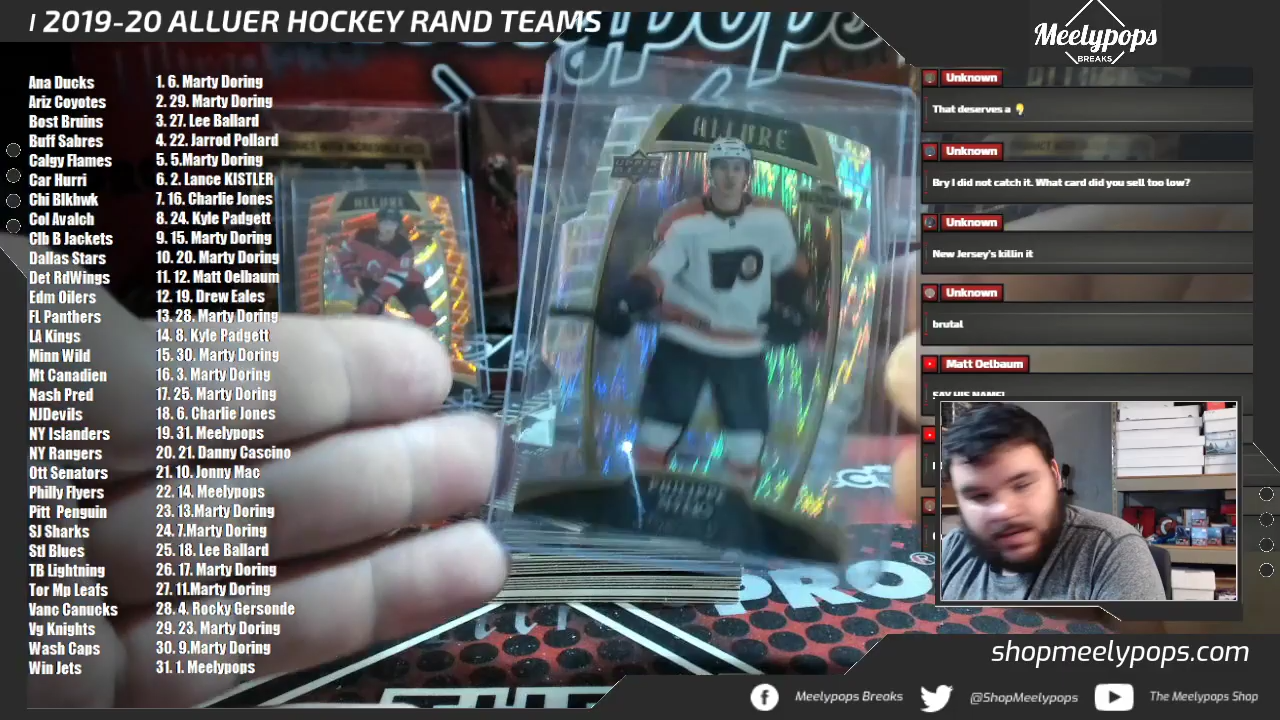 / 2019-20 ALLUER HOCKEY RAND TEAMS
Meelypops
BREAKS
Ana Ducks 1. 6. Marty Doring
Ariz Coyotes 2. 29. Marty Doring
Bost Bruins 3. 27. Lee Ballard
Buff Sabres 4. 22. Jarrod Pollard
Calgy Flames 5. 5.Marty Doring
Car Hurri 6. 2. Lance KISTLER
Chi Blkhwk 7. 16. Charlie Jones
Col Avalch 8. 24. Kyle Padgett
Clb B Jackets 9. 15. Marty Doring
Dallas Stars 10. 20. Marty Doring
Det RdWings 11. 12. Matt Oelbaum
Edm Oilers 12. 19. Drew Eales
FL Panthers 13. 28. Marty Doring
LA Kings 14. 8. Kyle Padgett
Minn Wild 15. 30. Marty Doring
Mt Canadien 16. 3. Marty Doring
Nash Pred 17. 25. Marty Doring
NJDevils 18. 6. Charlie Jones
NY Islanders 19. 31. Meelypops
NY Rangers 20. 21. Danny Cascino
Ott Senators 21. 10. Jonny Mac
Philly Flyers 22. 14. Meelypops
Pitt Penguin 23. 13.Marty Doring
SJ Sharks 24. 7.Marty Doring
Stl Blues 25. 18. Lee Ballard
TB Lightning 26. 17. Marty Doring
Tor Mp Leafs 27. 11.Marty Doring
Vanc Canucks 28. 4. Rocky Gersonde
Vg Knights 29. 23. Marty Doring
Wash Caps 30. 9.Marty Doring
Win Jets 31. 1. Meelypops
ALLURE
ALLURE
UPPER DECK
PHILIPPE
MYERS
PRO
Unknown
That deserves a 👇
Unknown
Bry I did not catch it. What card did you sell too low?
Unknown
New Jersey's killin it
Unknown
brutal
Matt Oelbaum
SAY HIS NAME!
shopmeelypops.com
Meelypops Breaks
@ShopMeelypops
The Meelypops Shop